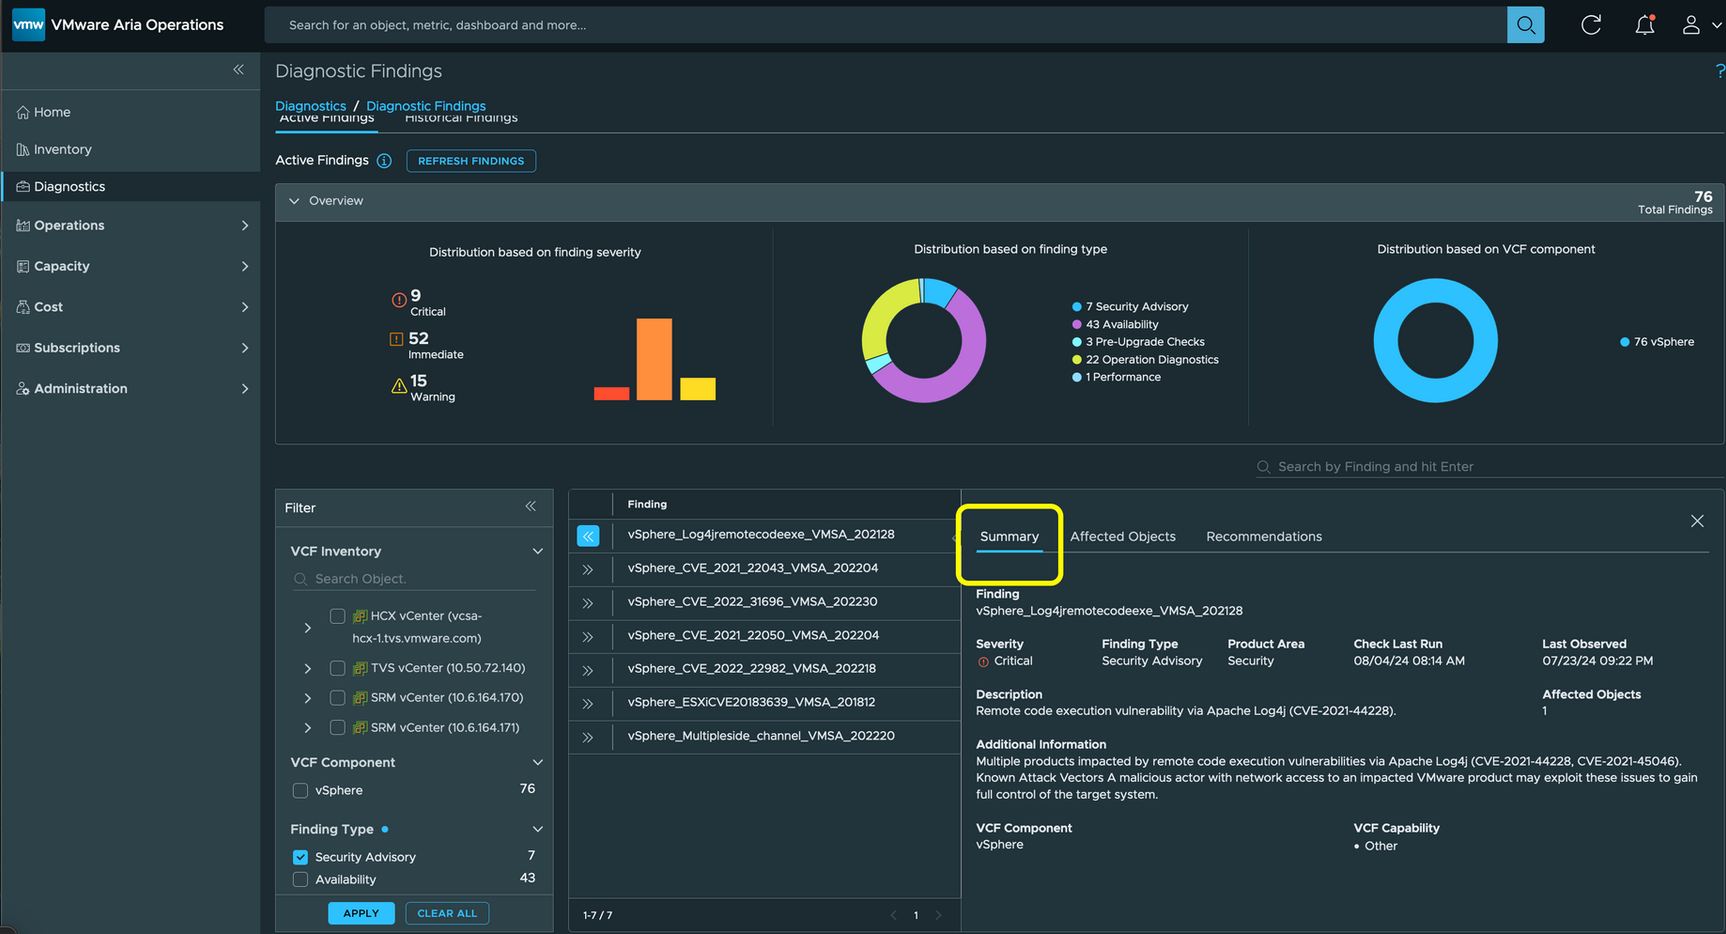 vmw VMware Aria Operations
Search for an object, metric, dashboard and more...
Home
Inventory
Diagnostics
Operations
Capacity
Cost
Subscriptions
Administration
Diagnostic Findings
?
Diagnostics / Diagnostic Findings
Active Findings Historical Findings
Active Findings REFRESH FINDINGS
Overview
76
Total Findings
Distribution based on finding severity
9
Critical
52
Immediate
15
Warning
Distribution based on finding type
7 Security Advisory
43 Availability
3 Pre-Upgrade Checks
22 Operation Diagnostics
1 Performance
Distribution based on VCF component
76 vSphere
Search by Finding and hit Enter
Filter
VCF Inventory
Search Object.
HCX vCenter (vcsa-
hcx-1.tvs.vmware.com)
TVS vCenter (10.50.72.140)
SRM vCenter (10.6.164.170)
SRM vCenter (10.6.164.171)
VCF Component
vSphere 76
Finding Type
Security Advisory 7
Availability 43
APPLY CLEAR ALL
Finding
vSphere_Log4jremotecodeexe_VMSA_202128
vSphere_CVE_2021_22043_VMSA_202204
vSphere_CVE_2022_31696_VMSA_202230
vSphere_CVE_2021_22050_VMSA_202204
vSphere_CVE_2022_22982_VMSA_202218
vSphere_ESXiCVE20183639_VMSA_201812
vSphere_Multipleside_channel_VMSA_202220
1-7 / 7 1
Summary Affected Objects Recommendations
Finding
vSphere_Log4jremotecodeexe_VMSA_202128
Severity Finding Type Product Area Check Last Run Last Observed
Critical Security Advisory Security 08/04/24 08:14 AM 07/23/24 09:22 PM
Description Affected Objects
Remote code execution vulnerability via Apache Log4j (CVE-2021-44228). 1
Additional Information
Multiple products impacted by remote code execution vulnerabilities via Apache Log4j (CVE-2021-44228, CVE-2021-45046).
Known Attack Vectors A malicious actor with network access to an impacted VMware product may exploit these issues to gain
full control of the target system.
VCF Component VCF Capability
vSphere • Other